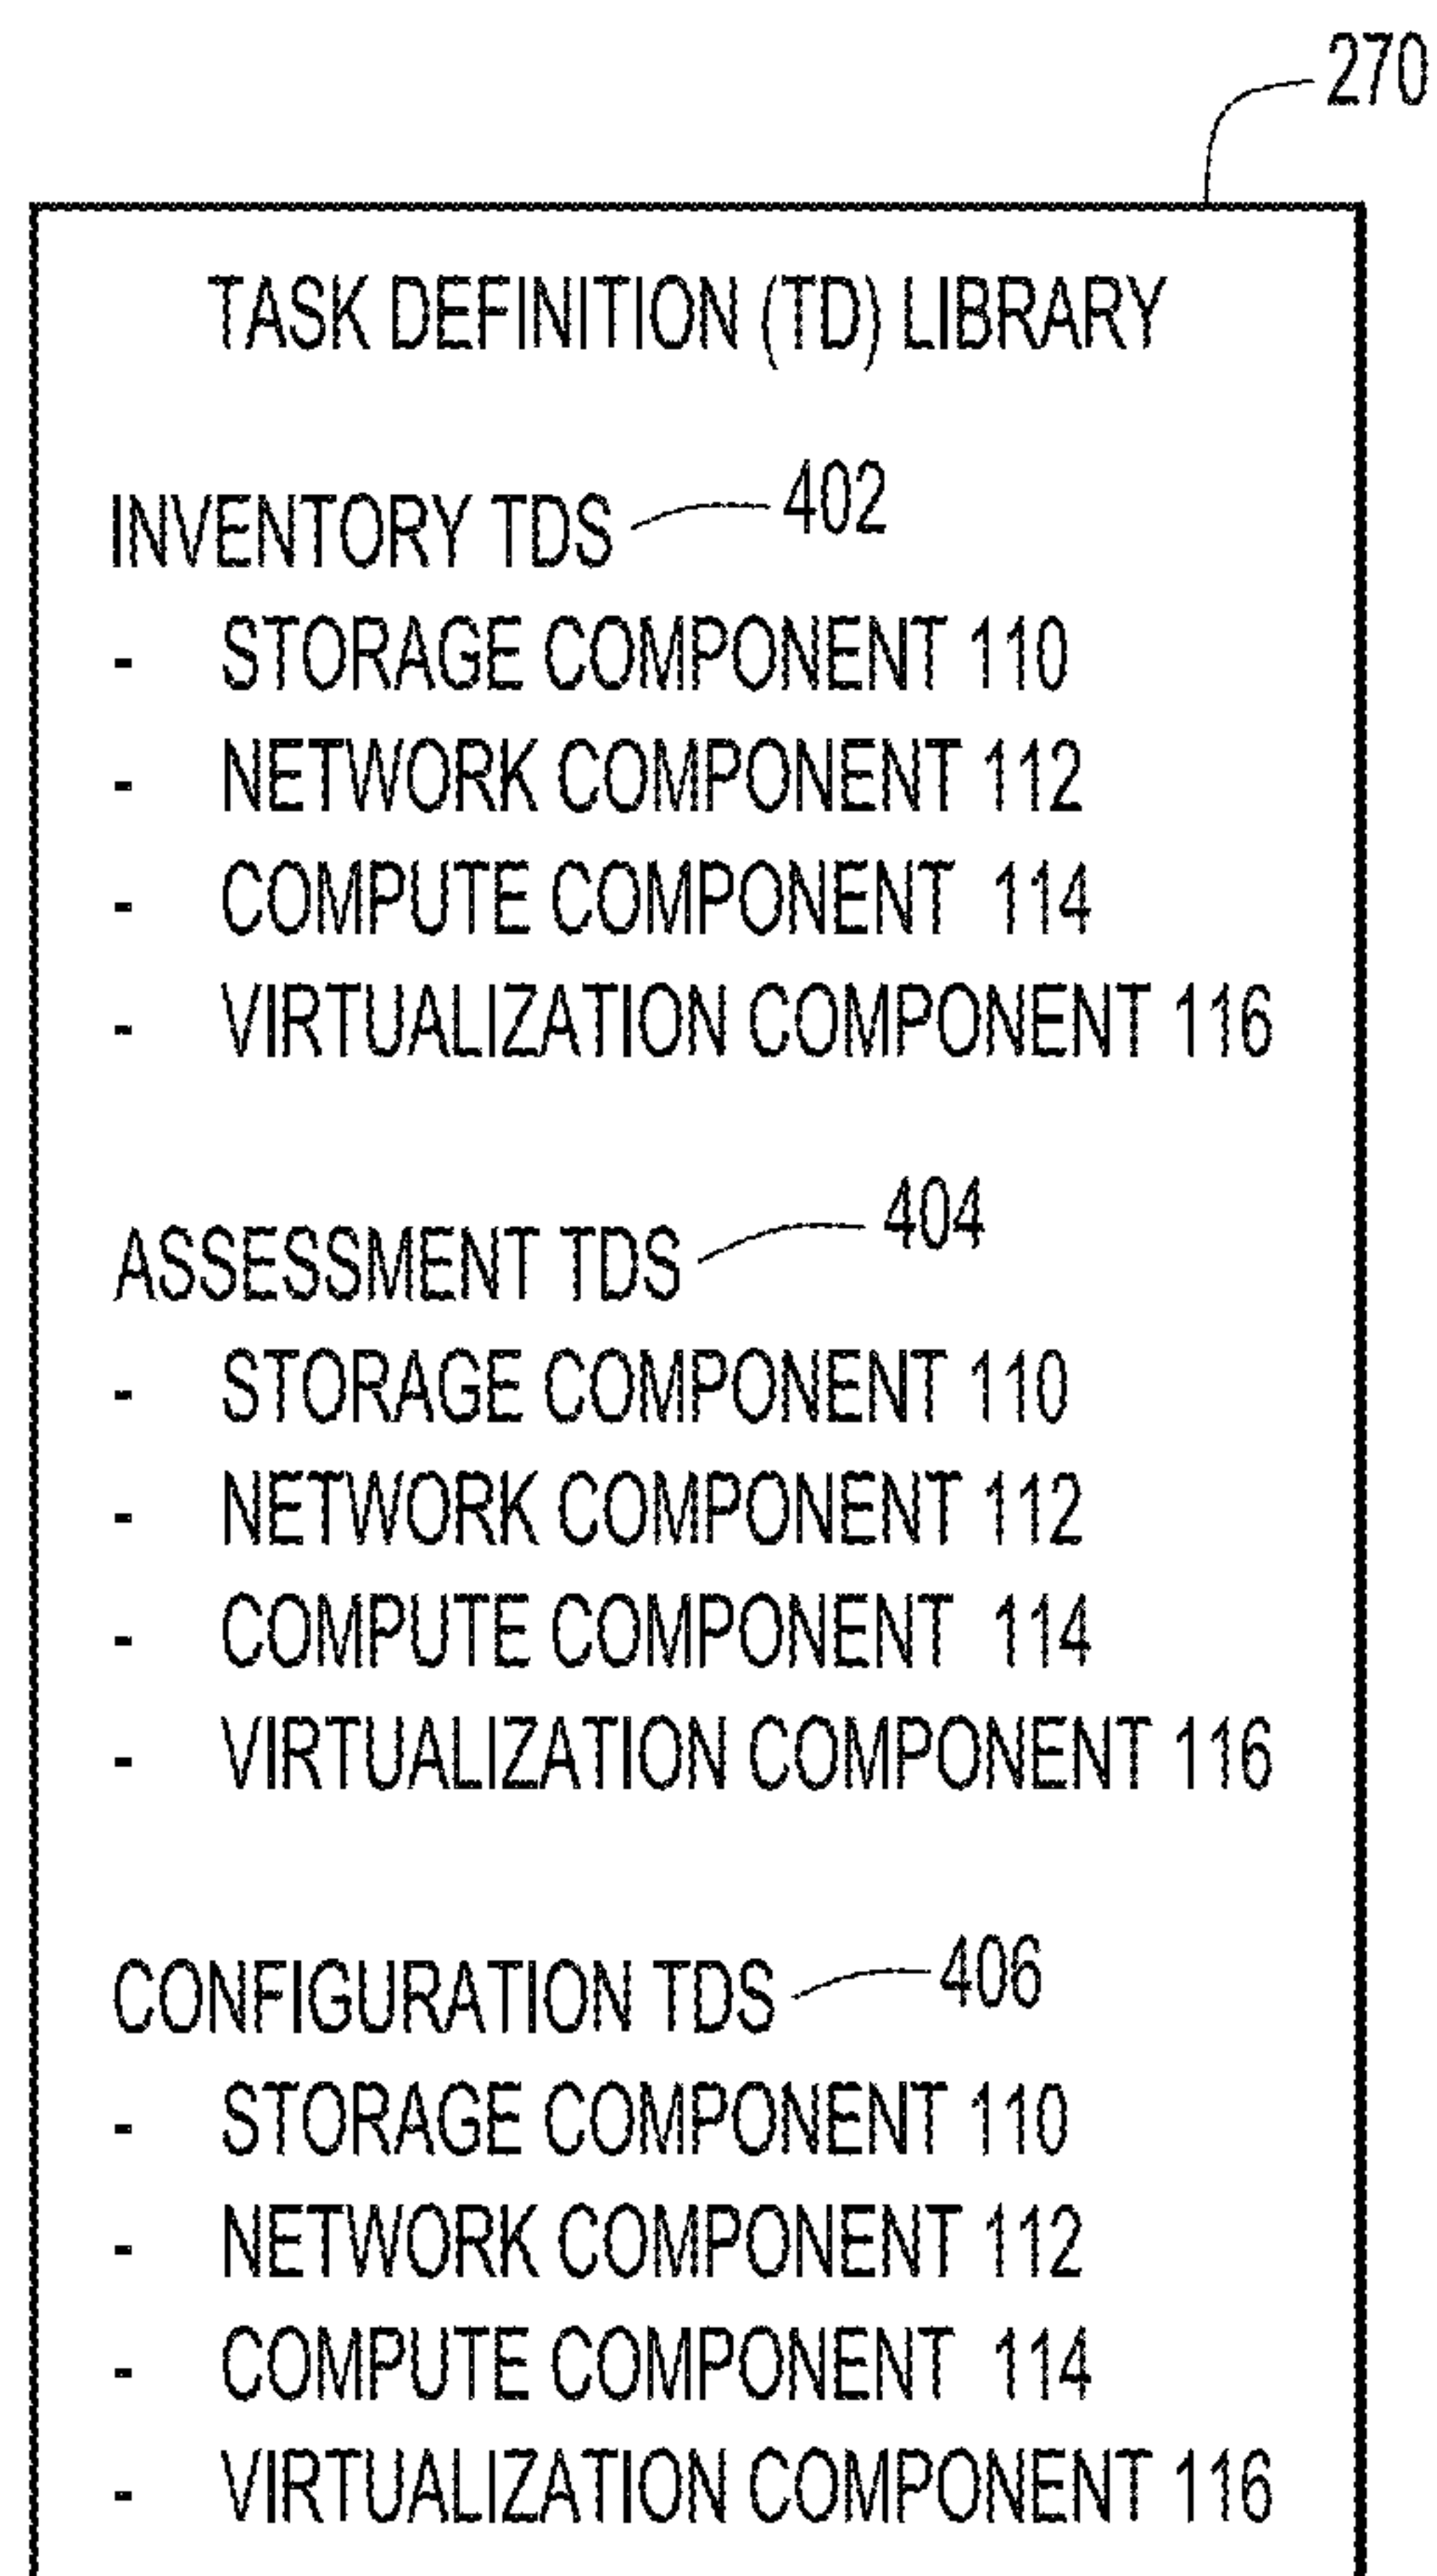 270
TASK DEFINITION (TD) LIBRARY
INVENTORY TDS 402
- STORAGE COMPONENT 110
- NETWORK COMPONENT 112
- COMPUTE COMPONENT 114
- VIRTUALIZATION COMPONENT 116
ASSESSMENT TDS 404
- STORAGE COMPONENT 110
- NETWORK COMPONENT 112
- COMPUTE COMPONENT 114
- VIRTUALIZATION COMPONENT 116
CONFIGURATION TDS 406
- STORAGE COMPONENT 110
- NETWORK COMPONENT 112
- COMPUTE COMPONENT 114
- VIRTUALIZATION COMPONENT 116